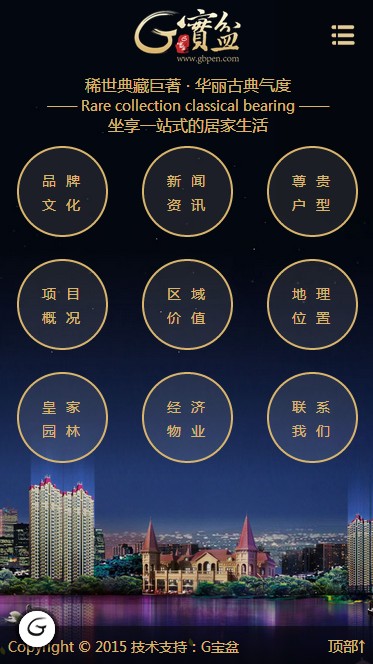 G寶盆
www.gbpen.com
稀世典藏巨著 · 华丽古典气度
—— Rare collection classical bearing ——
坐享一站式的居家生活
品 牌
文 化
新 闻
资 讯
尊 贵
户 型
项 目
概 况
区 域
价 值
地 理
位 置
皇 家
园 林
经 济
物 业
联 系
我 们
G
Copyright © 2015 技术支持：G宝盆
顶部↑